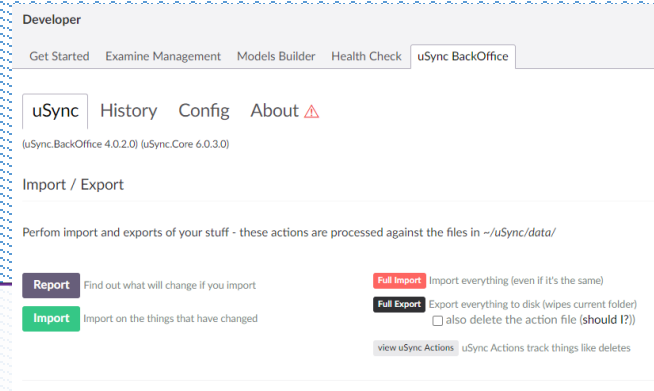 Developer
Get Started Examine Management Models Builder Health Check uSync BackOffice
uSync History Config About
(uSync.BackOffice 4.0.2.0) (uSync.Core 6.0.3.0)
Import / Export
Perfom import and exports of your stuff - these actions are processed against the files in ~/uSync/data/
Report Find out what will change if you import
Import Import on the things that have changed
Full Import Import everything (even if it's the same)
Full Export Export everything to disk (wipes current folder)
also delete the action file (should I?))
view uSync Actions uSync Actions track things like deletes